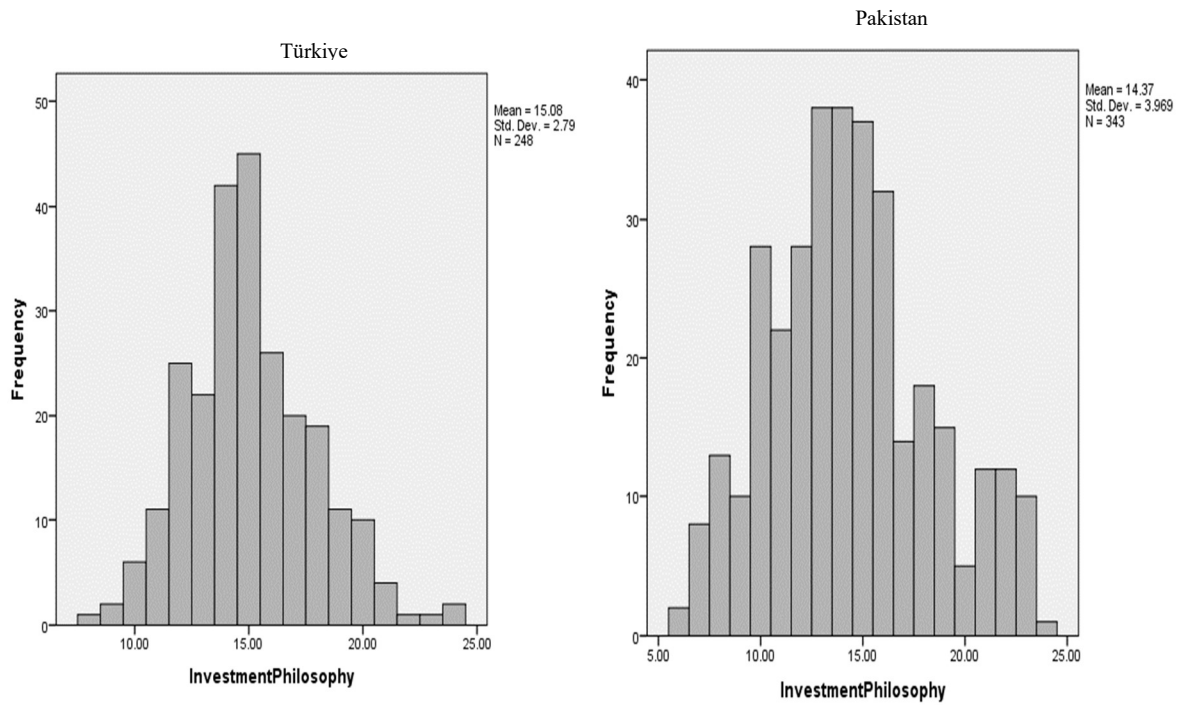 Türkiye
50
40
30
20
10
0
Frequency
10.00 15.00 20.00 25.00
InvestmentPhilosophy
Mean = 15.08
Std. Dev. = 2.79
N = 248
Pakistan
40
30
20
10
0
Frequency
5.00 10.00 15.00 20.00 25.00
InvestmentPhilosophy
Mean = 14.37
Std. Dev. = 3.969
N = 343